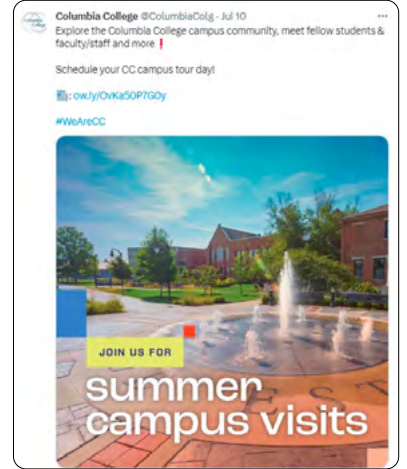 Columbia College @ColumbiaColg · Jul 10
Explore the Columbia College campus community, meet fellow students &
faculty/staff and more❗
Schedule your CC campus tour day!
: ow.ly/OvKa50P7G0y
#WeAreCC
JOIN US FOR
summer
campus visits